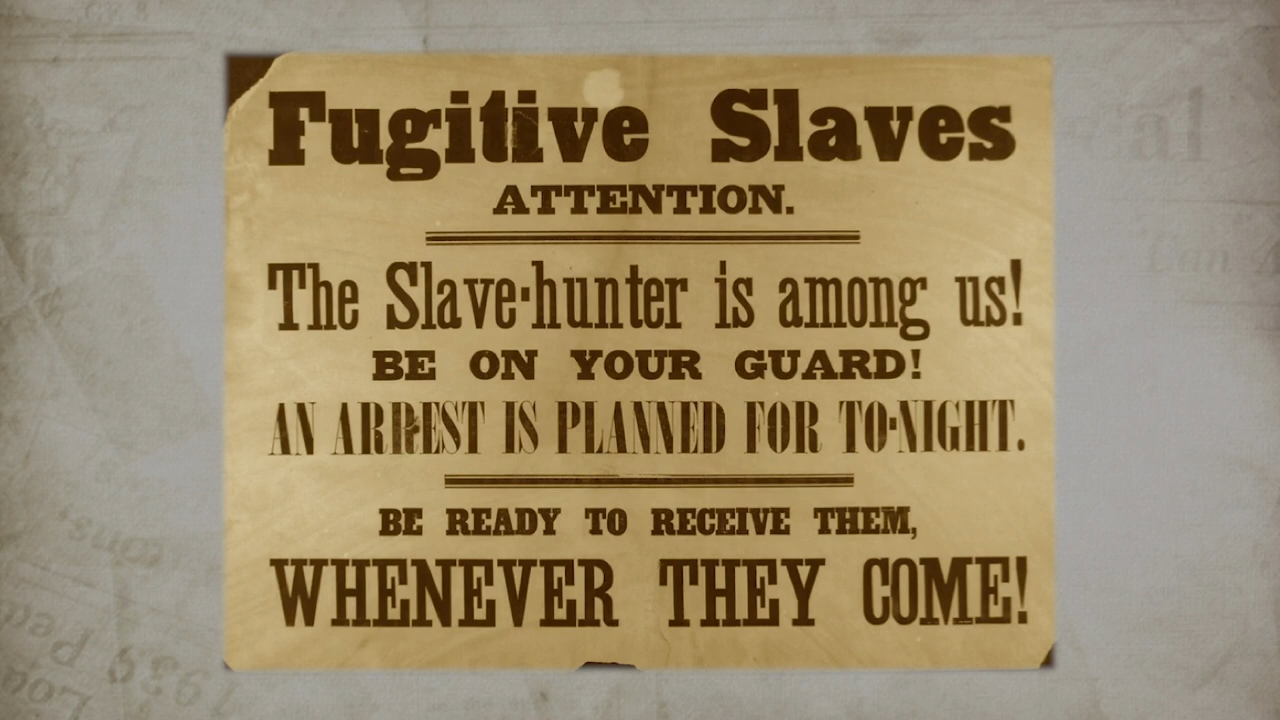 Fugitive Slaves
ATTENTION.
The Slave-hunter is among us!
BE ON YOUR GUARD!
AN ARREST IS PLANNED FOR TO-NIGHT.
BE READY TO RECEIVE THEM,
WHENEVER THEY COME!